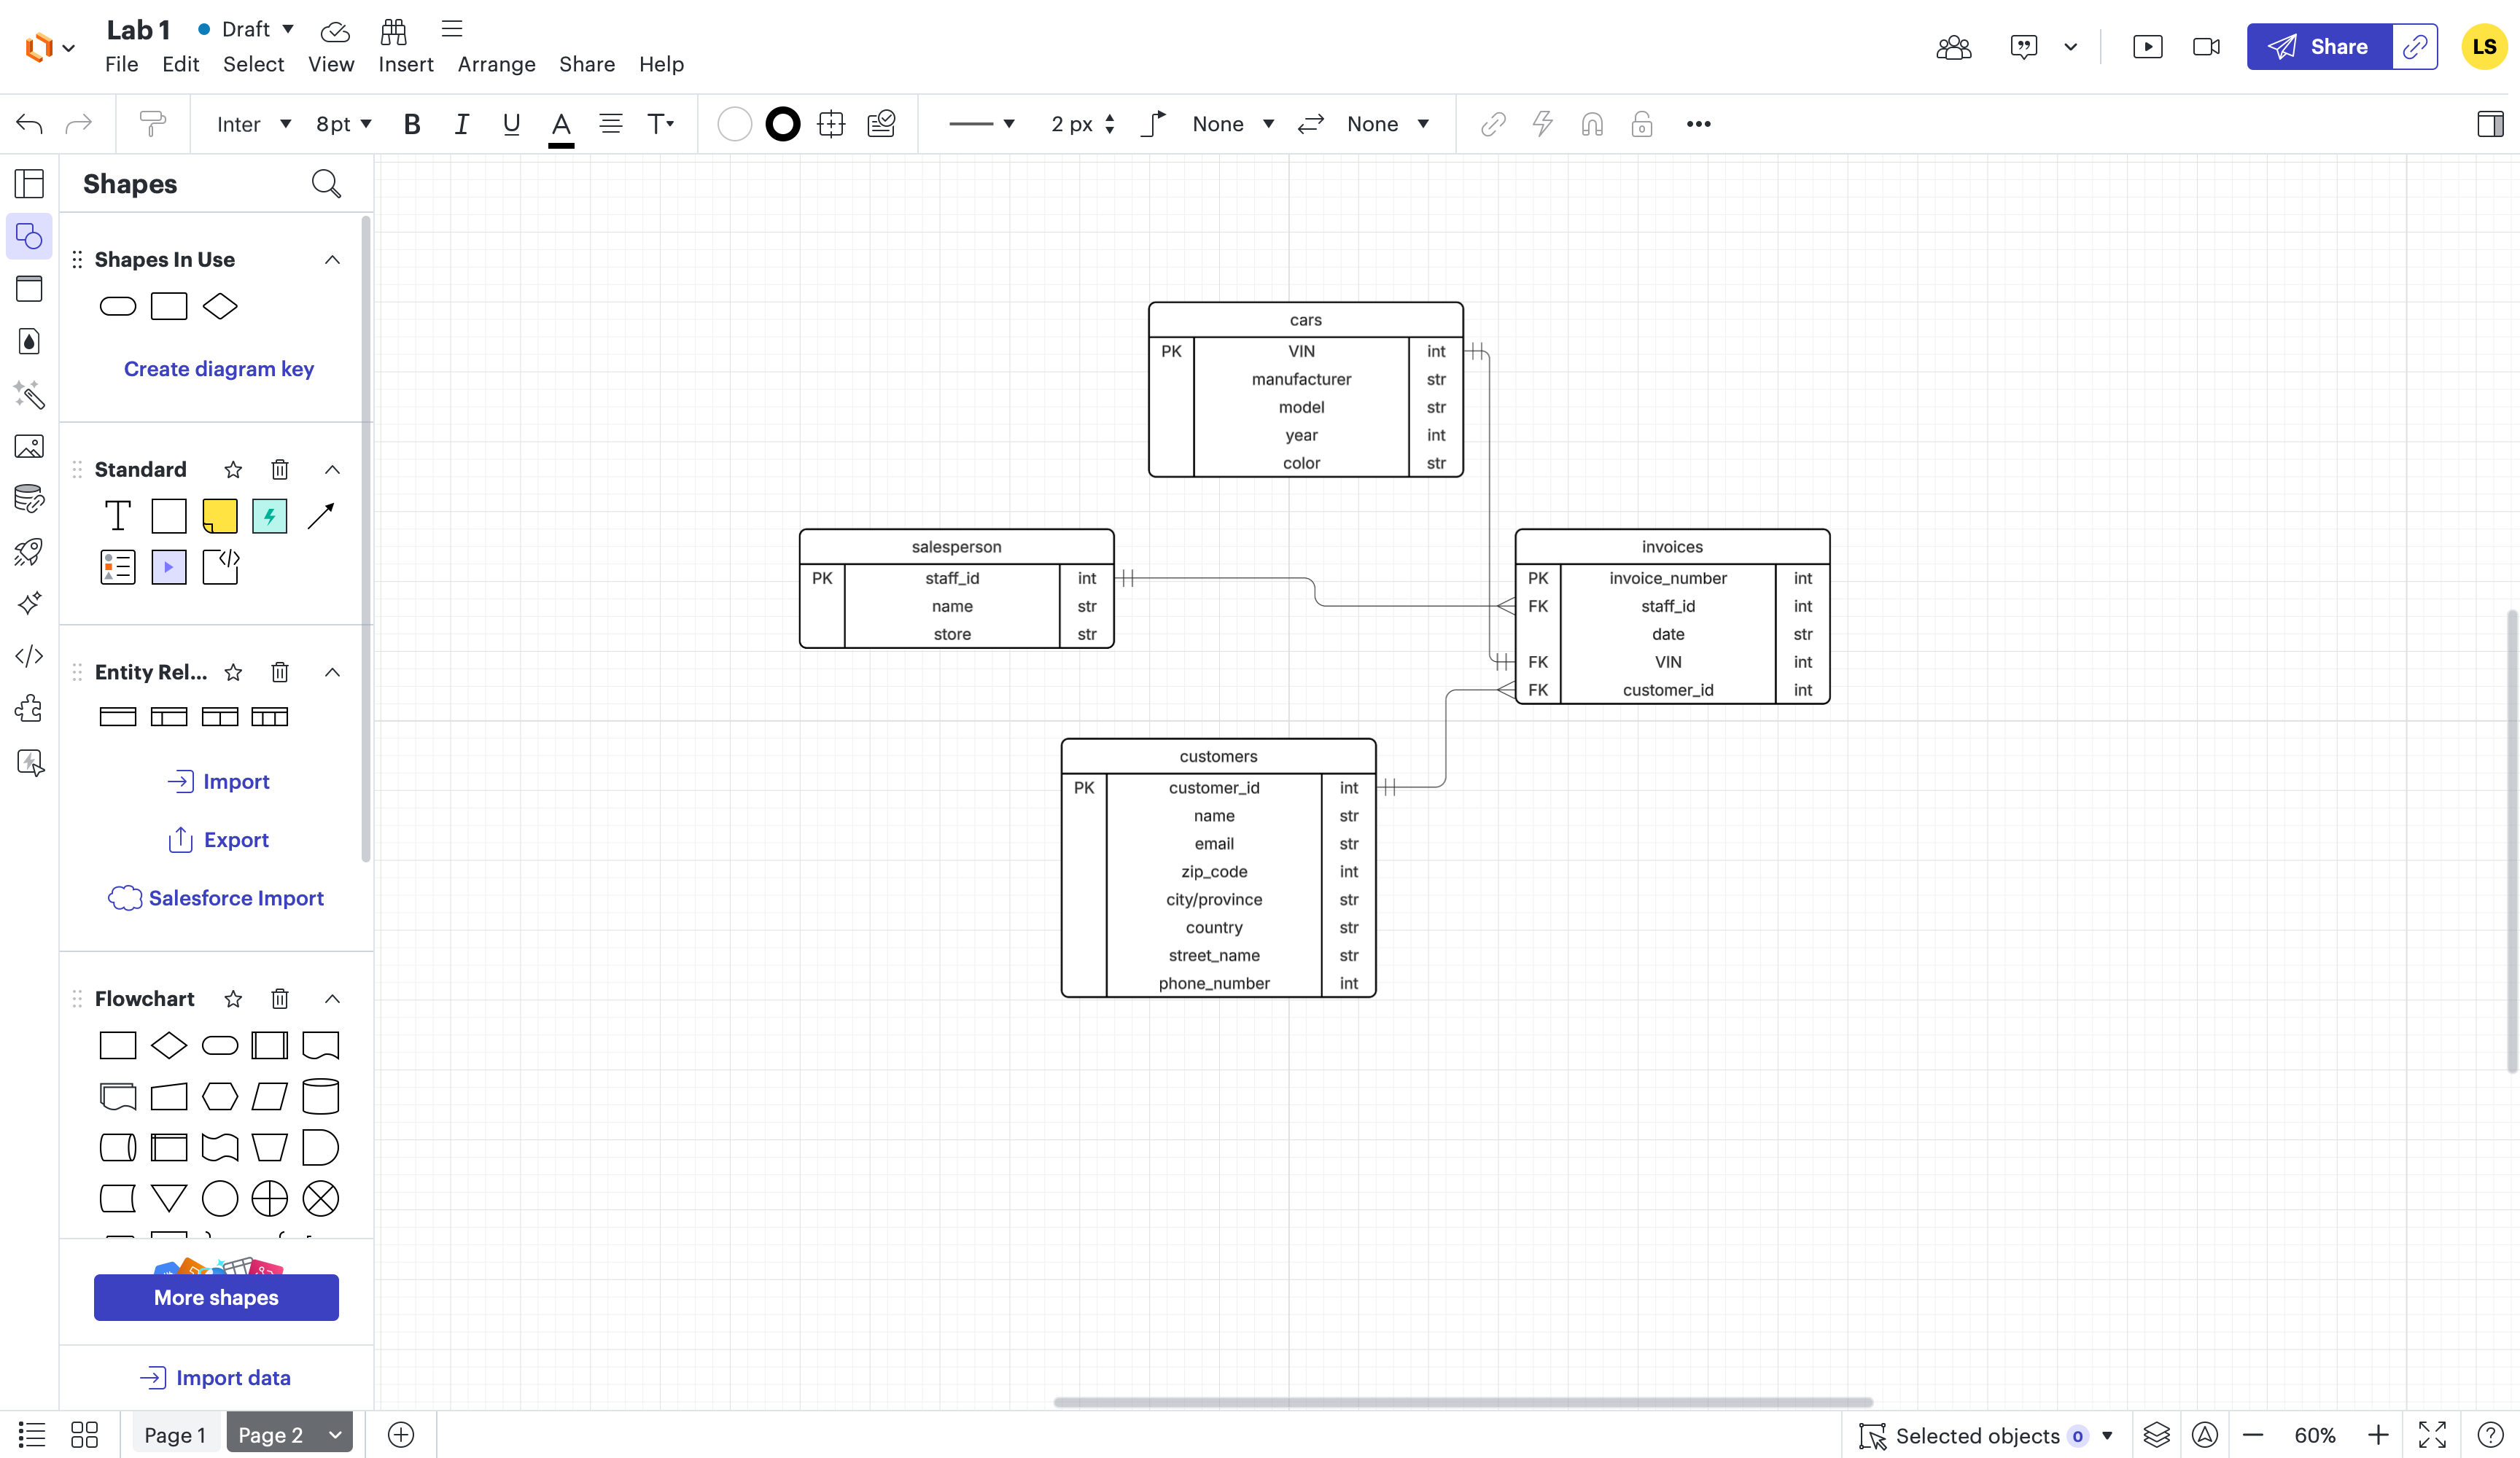 Lab 1 Draft
File Edit Select View Insert Arrange Share Help
Share
LS
Inter 8pt B I U A T 2 px None None
Shapes
Shapes In Use
Create diagram key
Standard
T
Entity Rel...
Import
Export
Salesforce Import
Flowchart
More shapes
Import data
cars
PK VIN int
manufacturer str
model str
year int
color str
salesperson
PK staff_id int
name str
store str
invoices
PK invoice_number int
FK staff_id int
date str
FK VIN int
FK customer_id int
customers
PK customer_id int
name str
email str
zip_code int
city/province str
country str
street_name str
phone_number int
Page 1 Page 2
Selected objects 0
60%